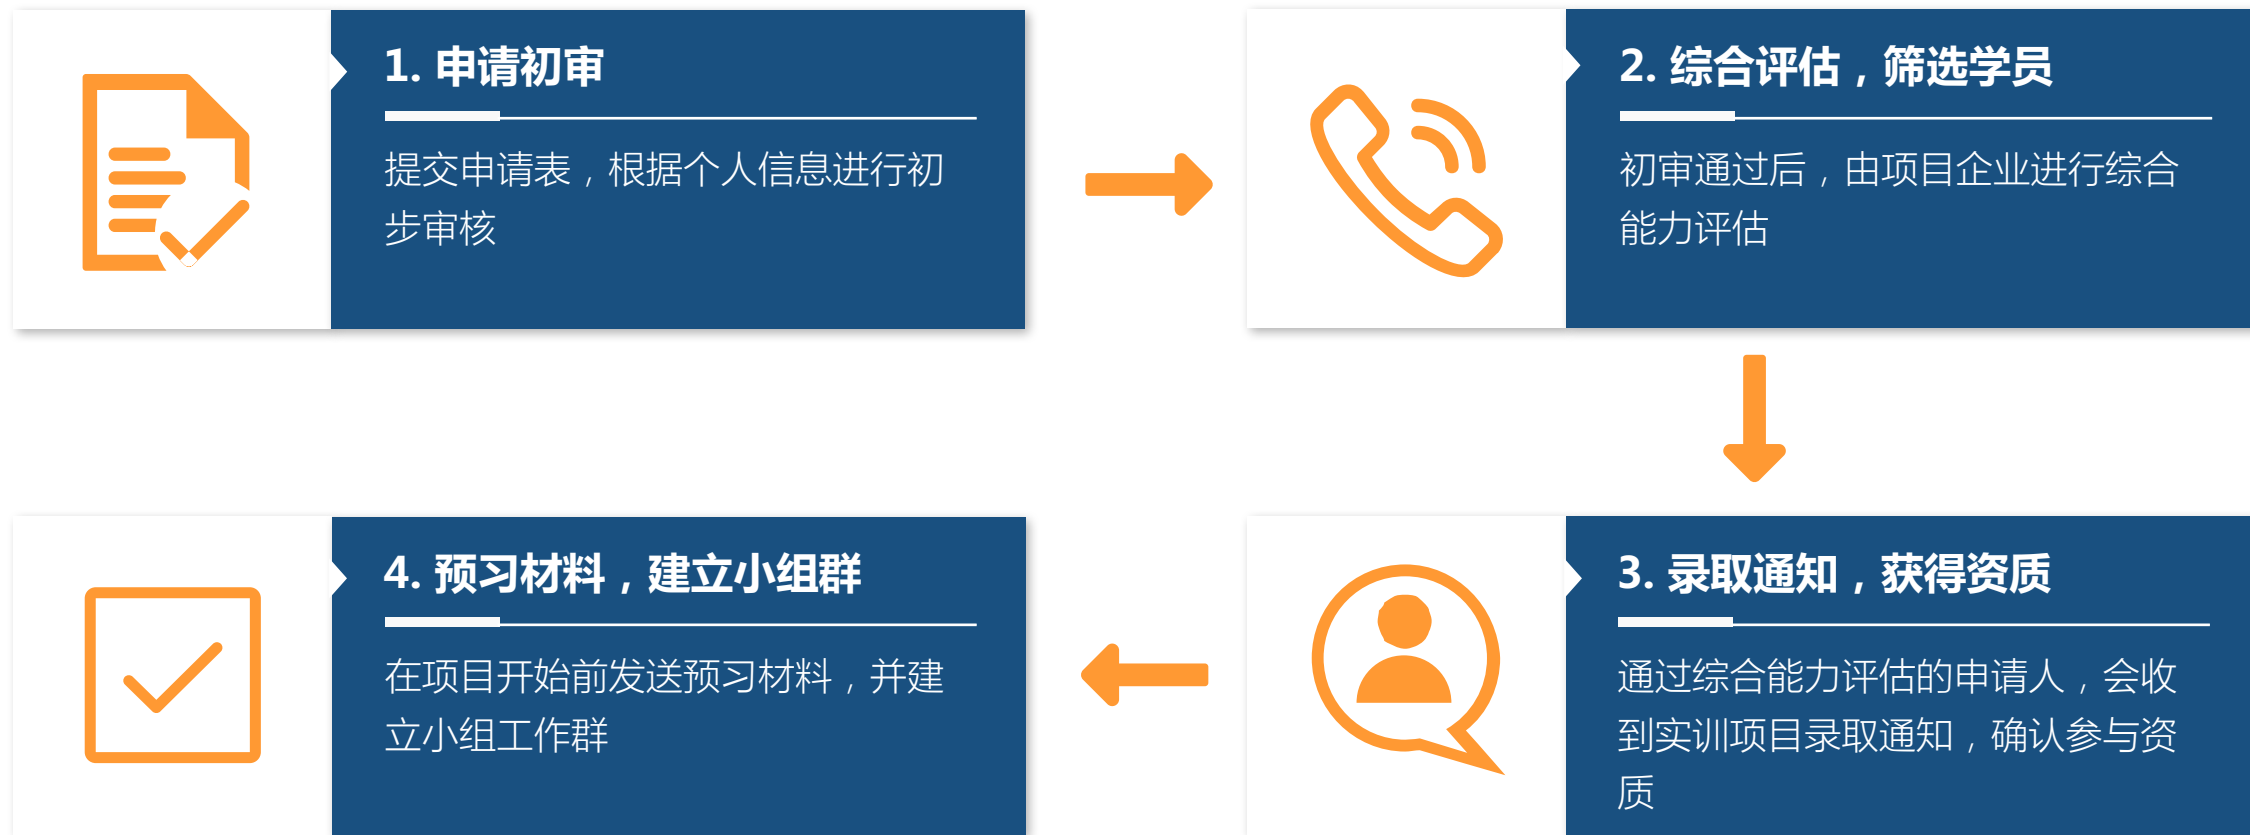 1. 申请初审
提交申请表，根据个人信息进行初
步审核
2. 综合评估，筛选学员
初审通过后，由项目企业进行综合
能力评估
3. 录取通知，获得资质
通过综合能力评估的申请人，会收
到实训项目录取通知，确认参与资
质
4. 预习材料，建立小组群
在项目开始前发送预习材料，并建
立小组工作群